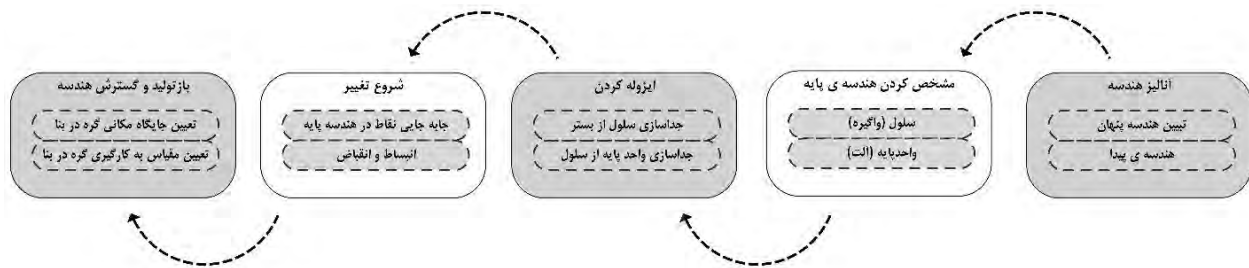 آنالیز هندسه
تبیین هندسه پنهان
هندسه ی پیدا
مشخص کردن هندسه ی پایه
سلول (واگیره)
واحدپایه (آلت)
ایزوله کردن
جداسازی سلول از بستر
جداسازی واحد پایه از سلول
شروع تغییر
جابه جایی نقاط در هندسه پایه
انبساط و انقباض
بازتولید و گسترش هندسه
تعیین جایگاه مکانی گره در بنا
تعیین مقیاس به کارگیری گره در بنا